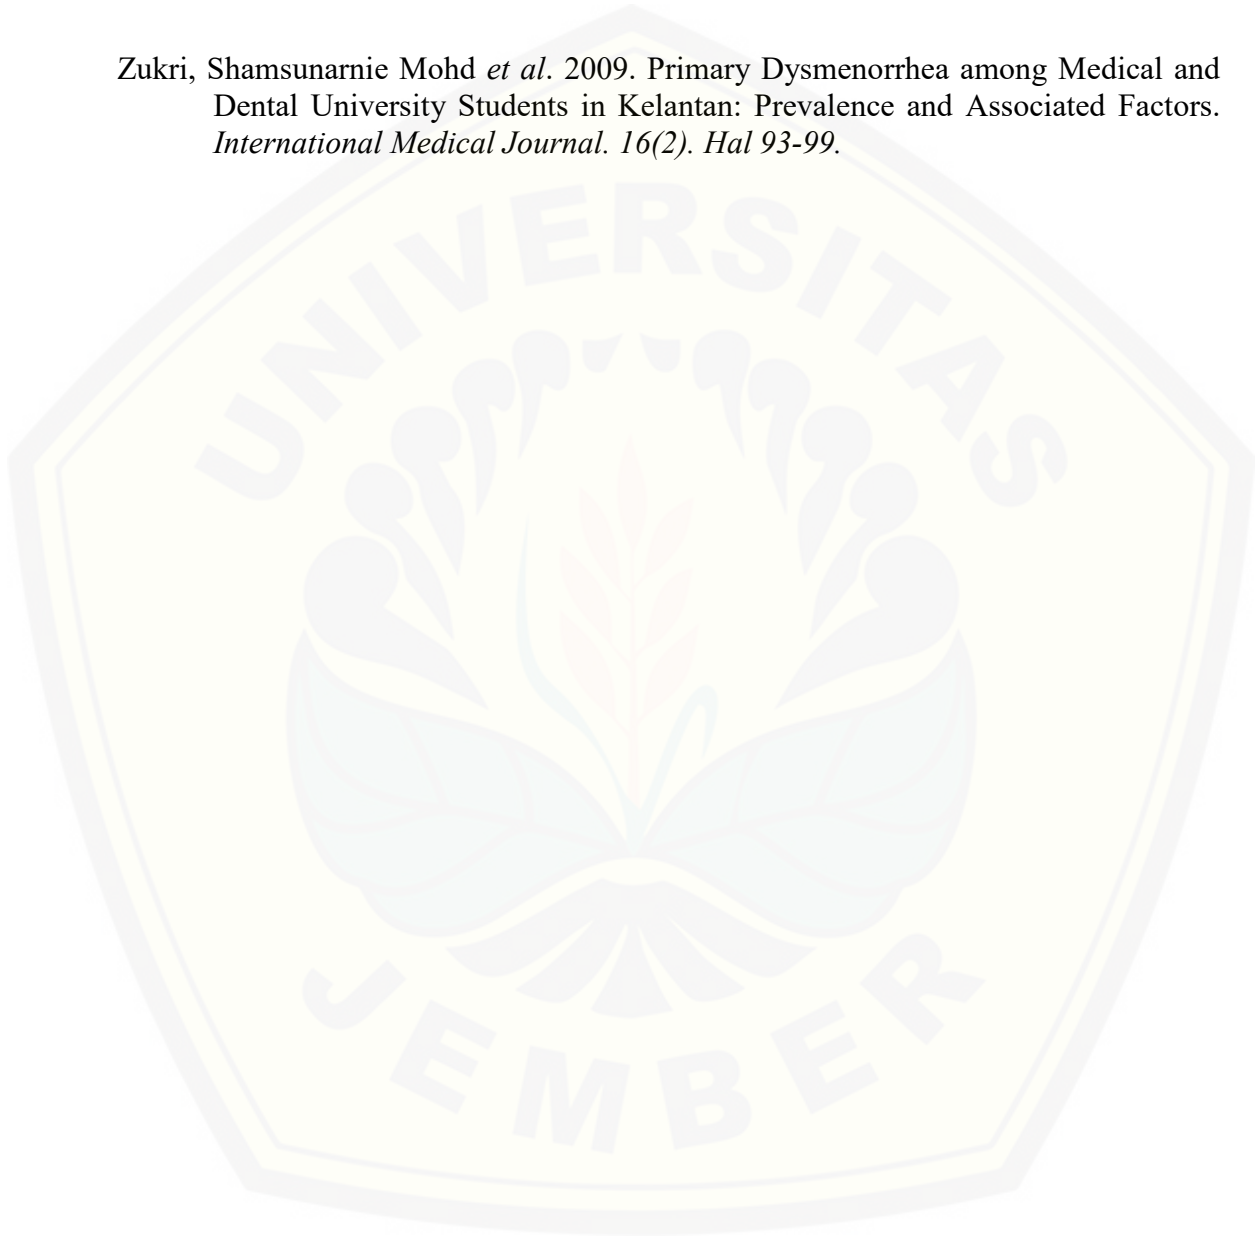 Zukri, Shamsunarnie Mohd et al. 2009. Primary Dysmenorrhea among Medical and
Dental University Students in Kelantan: Prevalence and Associated Factors.
International Medical Journal. 16(2). Hal 93-99.
UNIVERSITAS
JEMBER